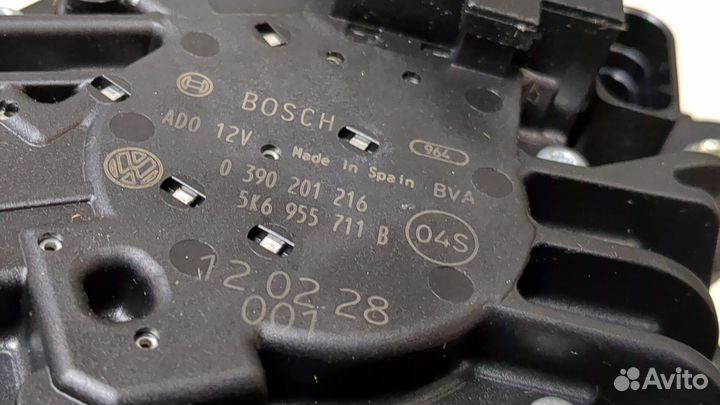 BOSCH
AD0 12V Made in Spain 964
0 390 201 216 BVA
5K6 955 711 B 04S
12.02.28
001
Avito